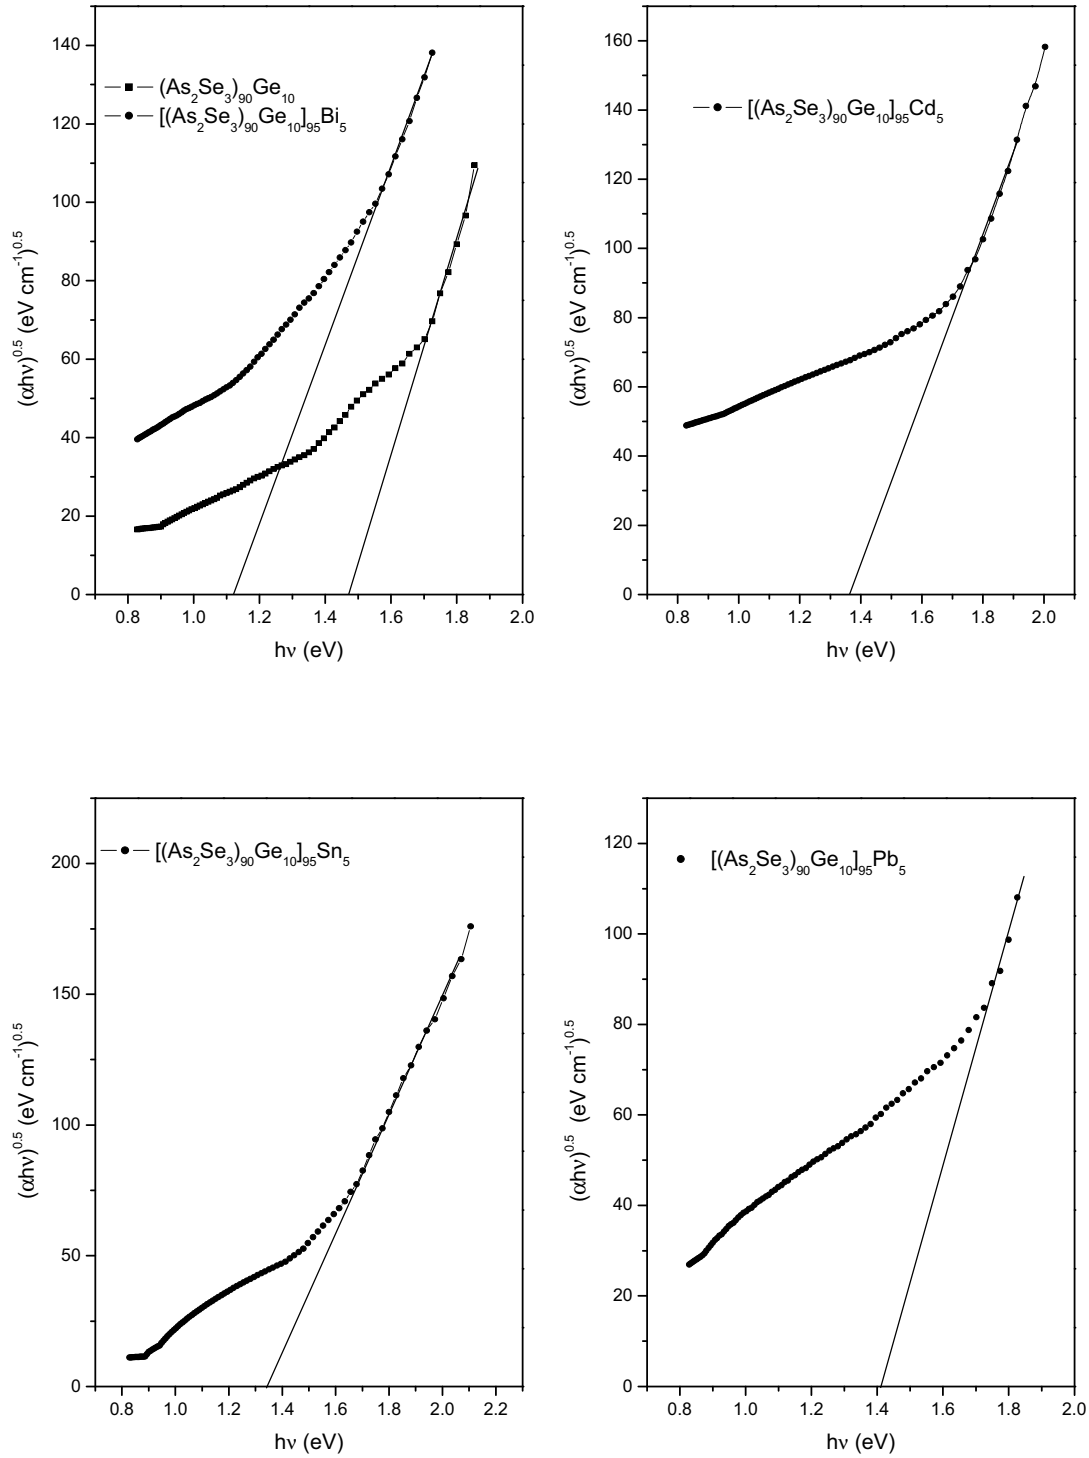 140
120
100
80
60
40
20
0
(αhν)^0.5 (eV cm^-1)^0.5
(As2Se3)90Ge10
[(As2Se3)90Ge10]95Bi5
0.8 1.0 1.2 1.4 1.6 1.8 2.0
hν (eV)
160
140
120
100
80
60
40
20
0
(αhν)^0.5 (eV cm^-1)^0.5
[(As2Se3)90Ge10]95Cd5
0.8 1.0 1.2 1.4 1.6 1.8 2.0
hν (eV)
200
150
100
50
0
(αhν)^0.5 (eV cm^-1)^0.5
[(As2Se3)90Ge10]95Sn5
0.8 1.0 1.2 1.4 1.6 1.8 2.0 2.2
hν (eV)
120
100
80
60
40
20
0
(αhν)^0.5 (eV cm^-1)^0.5
[(As2Se3)90Ge10]95Pb5
0.8 1.0 1.2 1.4 1.6 1.8 2.0
hν (eV)